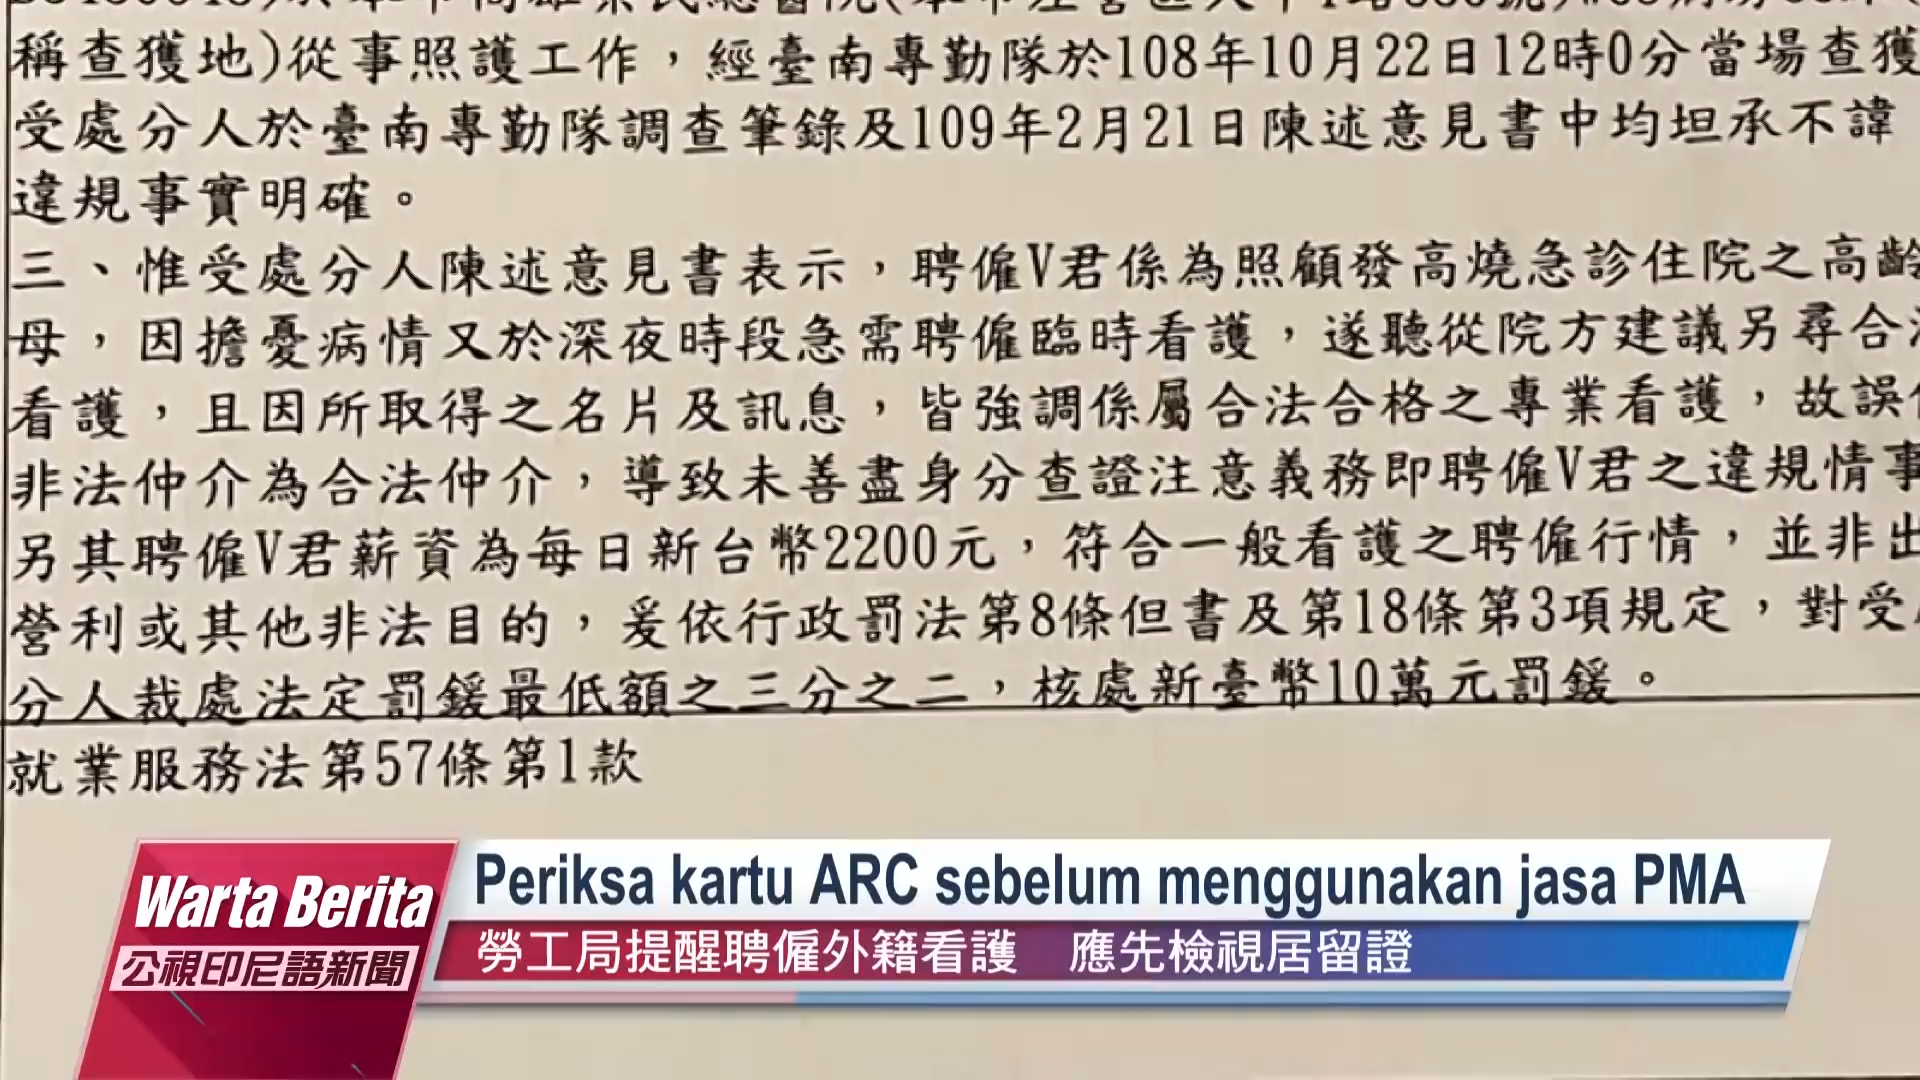 稱查獲地)從事照護工作，經臺南專勤隊於108年10月22日12時0分當場查獲
受處分人於臺南專勤隊調查筆錄及109年2月21日陳述意見書中均坦承不諱
違規事實明確。
三、惟受處分人陳述意見書表示，聘僱V君係為照顧發高燒急診住院之高齡
母，因擔憂病情又於深夜時段急需聘僱臨時看護，遂聽從院方建議另尋合
看護，且因所取得之名片及訊息，皆強調係屬合法合格之專業看護，故誤
非法仲介為合法仲介，導致未善盡身分查證注意義務即聘僱V君之違規情事
另其聘僱V君薪資為每日新台幣2200元，符合一般看護之聘僱行情，並非出
營利或其他非法目的，爰依行政罰法第8條但書及第18條第3項規定，對受
分人裁處法定罰鍰最低額之三分之二，核處新臺幣10萬元罰鍰。
就業服務法第57條第1款
Periksa kartu ARC sebelum menggunakan jasa PMA
Warta Berita
勞工局提醒聘僱外籍看護 應先檢視居留證
公視印尼語新聞